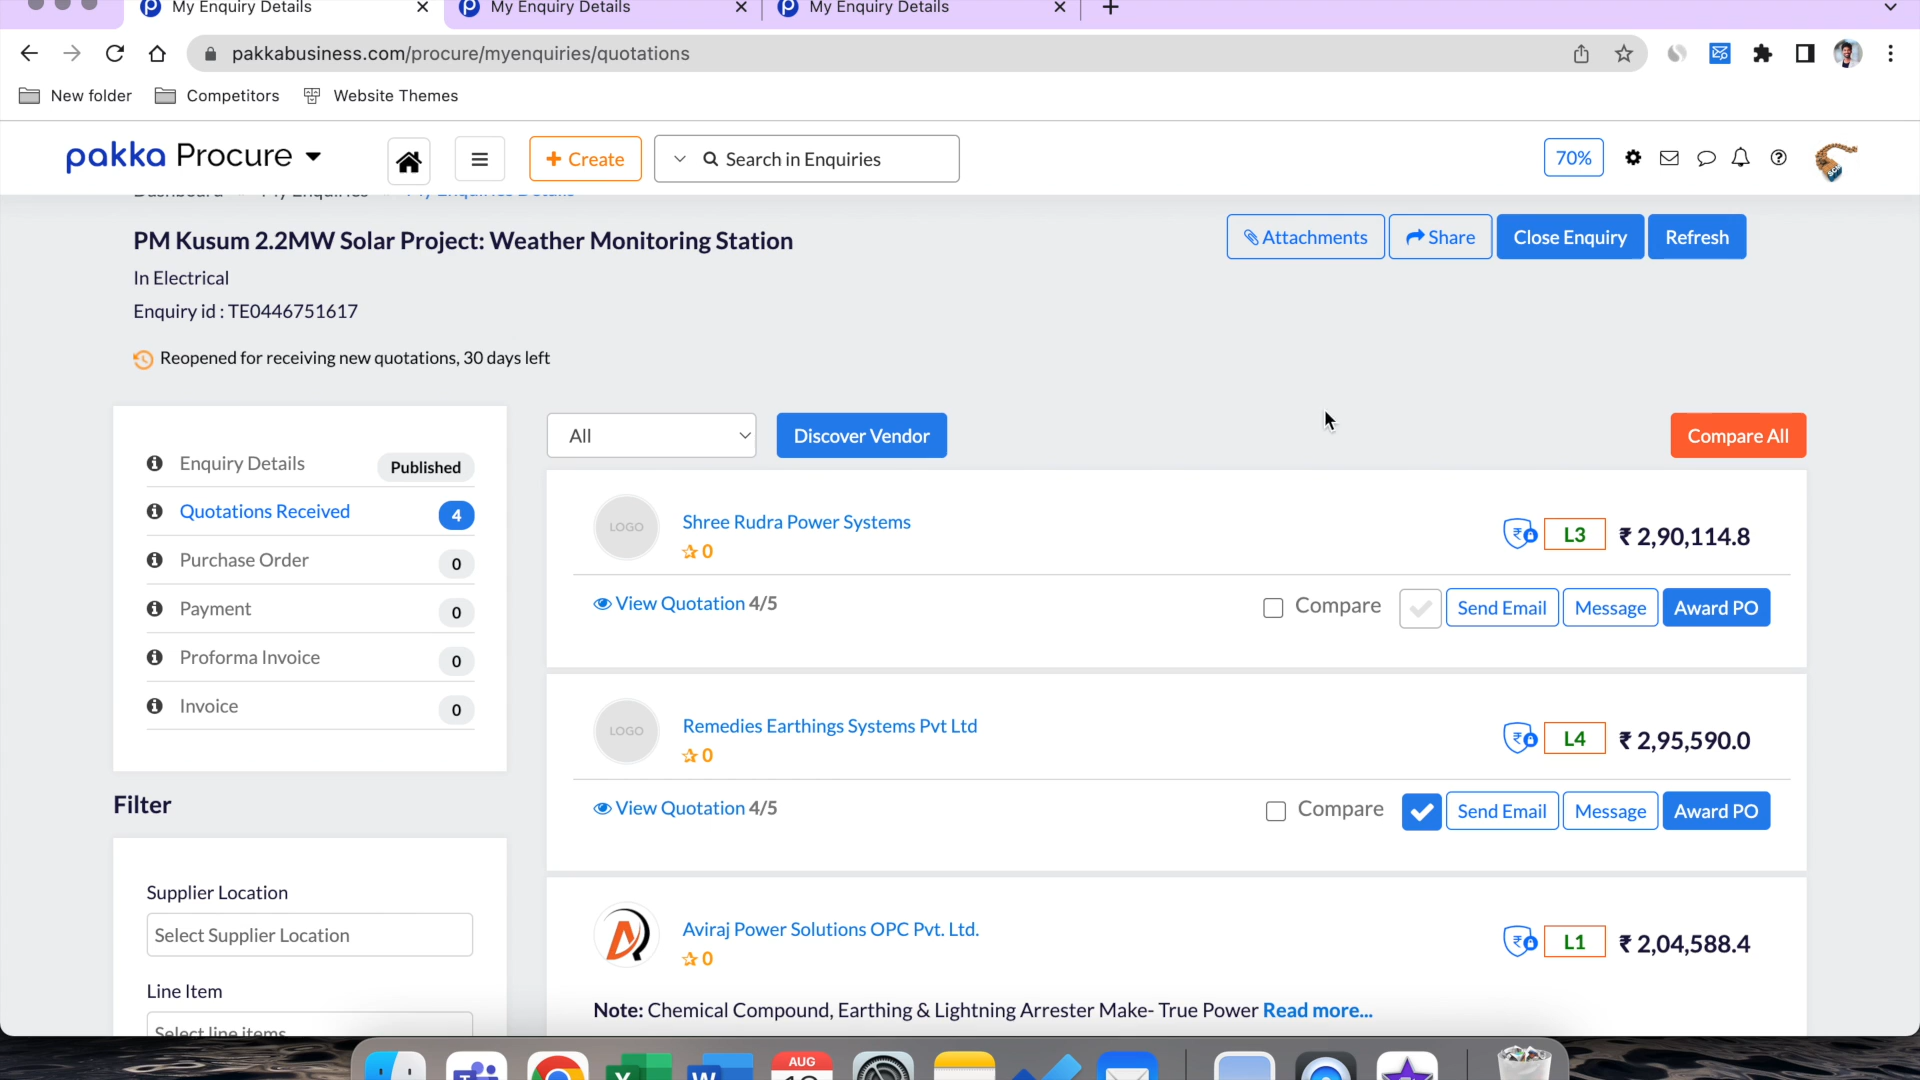 My Enquiry Details
My Enquiry Details
My Enquiry Details
pakkabusiness.com/procure/myenquiries/quotations
New folder
Competitors
Website Themes
pakka Procure
+ Create
Search in Enquiries
70%
PM Kusum 2.2MW Solar Project: Weather Monitoring Station
In Electrical
Enquiry id : TE0446751617
Reopened for receiving new quotations, 30 days left
Attachments
Share
Close Enquiry
Refresh
Enquiry Details
Published
Quotations Received
4
Purchase Order
0
Payment
0
Proforma Invoice
0
Invoice
0
Filter
Supplier Location
Select Supplier Location
Line Item
Select line items
All
Discover Vendor
Compare All
LOGO
Shree Rudra Power Systems
0
L3
₹ 2,90,114.8
View Quotation 4/5
Compare
Send Email
Message
Award PO
LOGO
Remedies Earthings Systems Pvt Ltd
0
L4
₹ 2,95,590.0
View Quotation 4/5
Compare
Send Email
Message
Award PO
Aviraj Power Solutions OPC Pvt. Ltd.
0
L1
₹ 2,04,588.4
Note: Chemical Compound, Earthing & Lightning Arrester Make- True Power Read more...
AUG